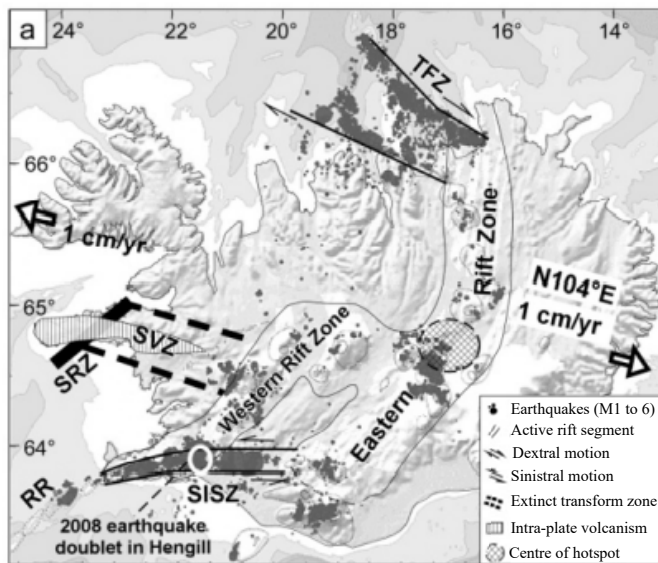 a
24 22 20 18 16 14
TFZ
66°
1 cm/yr
Rift Zone
65°
N104°E
1 cm/yr
SVZ
SRZ
Western Rift Zone
Eastern
64°
SISZ
RR
2008 earthquake
doublet in Hengill
Earthquakes (M1 to 6)
Active rift segment
Dextral motion
Sinistral motion
Extinct transform zone
Intra-plate volcanism
Centre of hotspot